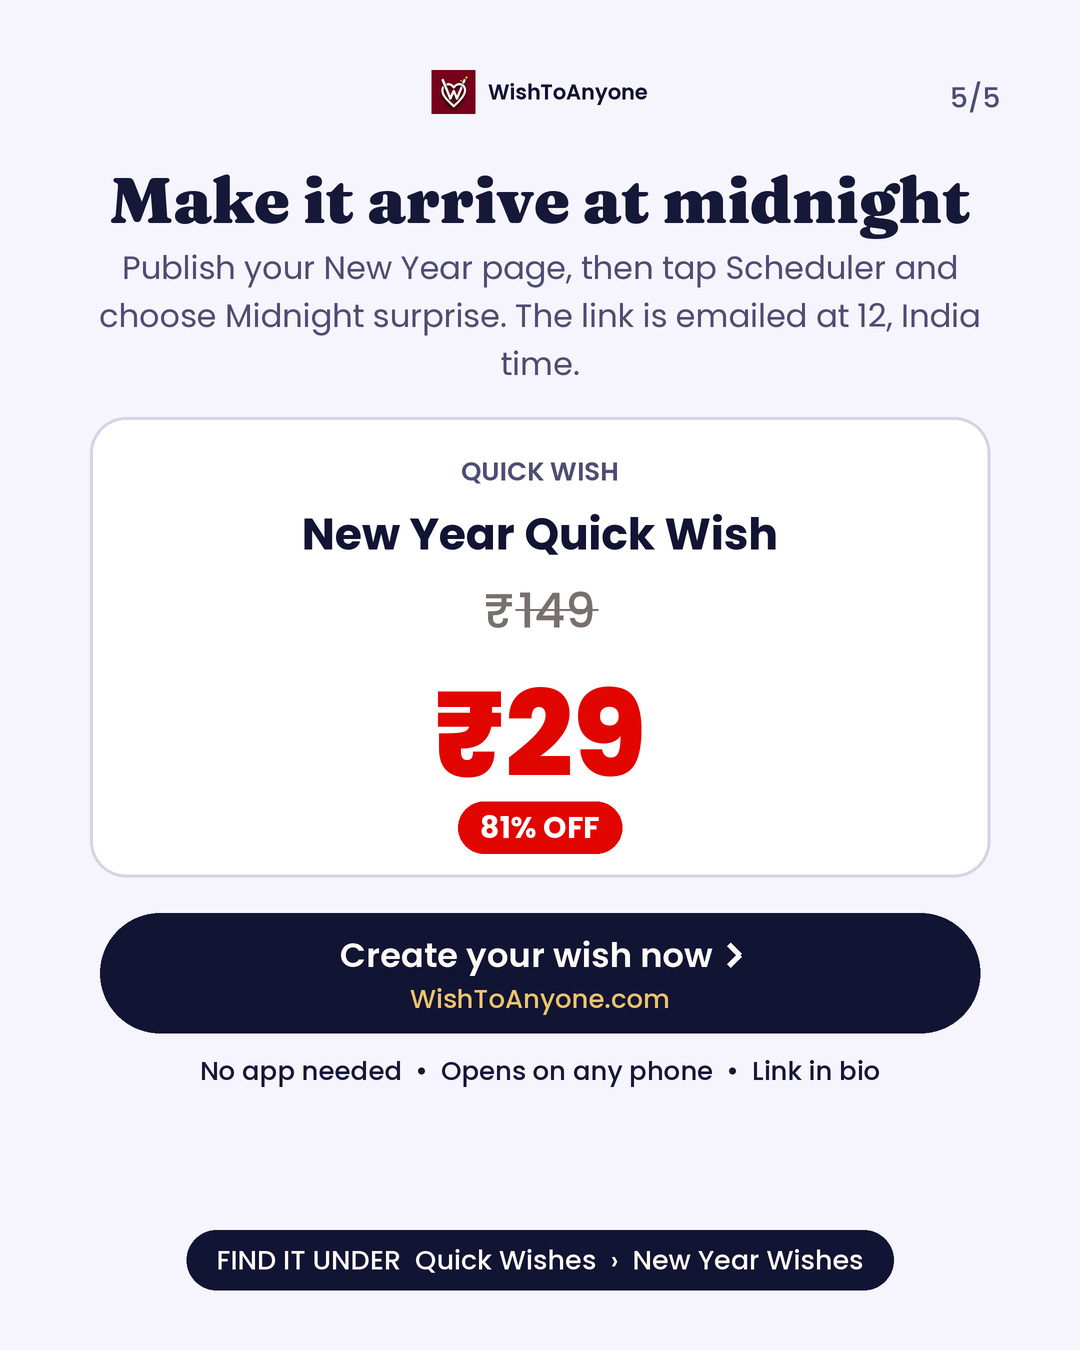 WishToAnyone
5/5
Make it arrive at midnight
Publish your New Year page, then tap Scheduler and
choose Midnight surprise. The link is emailed at 12, India
time.
QUICK WISH
New Year Quick Wish
₹149
₹29
81% OFF
Create your wish now ›
WishToAnyone.com
No app needed • Opens on any phone • Link in bio
FIND IT UNDER Quick Wishes › New Year Wishes